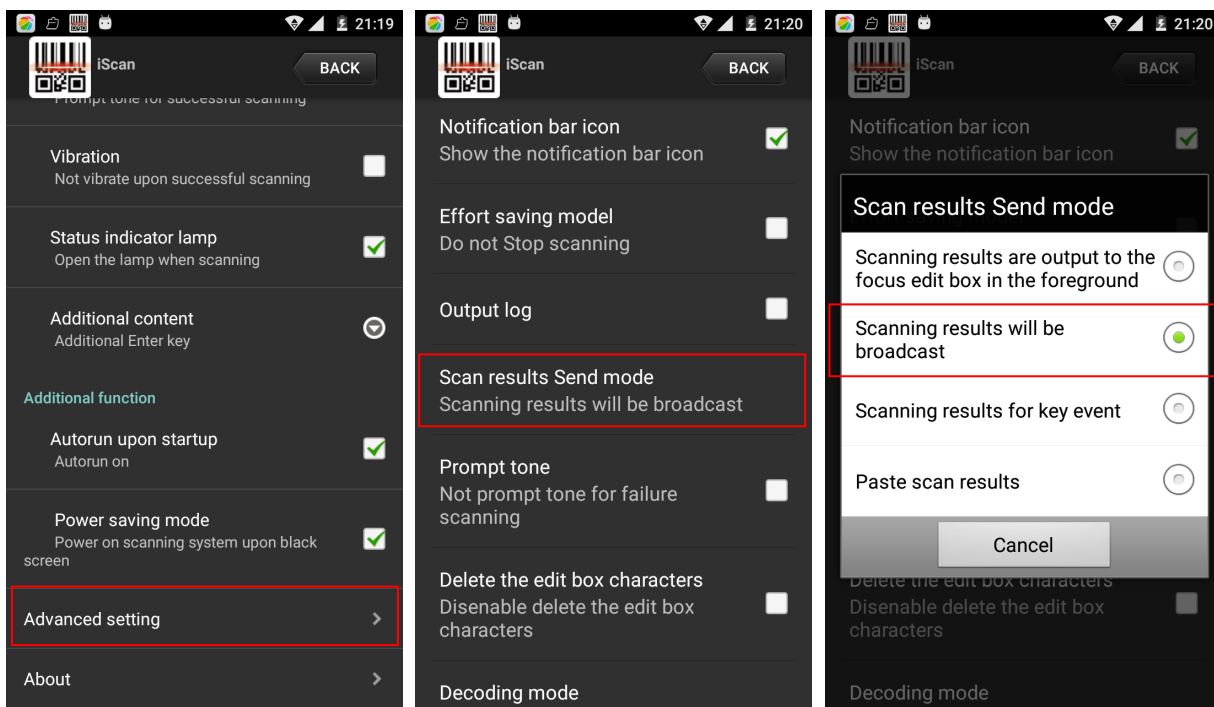 21:19
iScan
BACK
Prompt tone for successful scanning
Vibration
Not vibrate upon successful scanning
Status indicator lamp
Open the lamp when scanning
Additional content
Additional Enter key
Additional function
Autorun upon startup
Autorun on
Power saving mode
Power on scanning system upon black
screen
Advanced setting
About
21:20
iScan
BACK
Notification bar icon
Show the notification bar icon
Effort saving model
Do not Stop scanning
Output log
Scan results Send mode
Scanning results will be broadcast
Prompt tone
Not prompt tone for failure
scanning
Delete the edit box characters
Disenable delete the edit box
characters
Decoding mode
21:20
iScan
BACK
Notification bar icon
Show the notification bar icon
Scan results Send mode
Scanning results are output to the
focus edit box in the foreground
Scanning results will be
broadcast
Scanning results for key event
Paste scan results
Cancel
Delete the edit box characters
Disenable delete the edit box
characters
Decoding mode